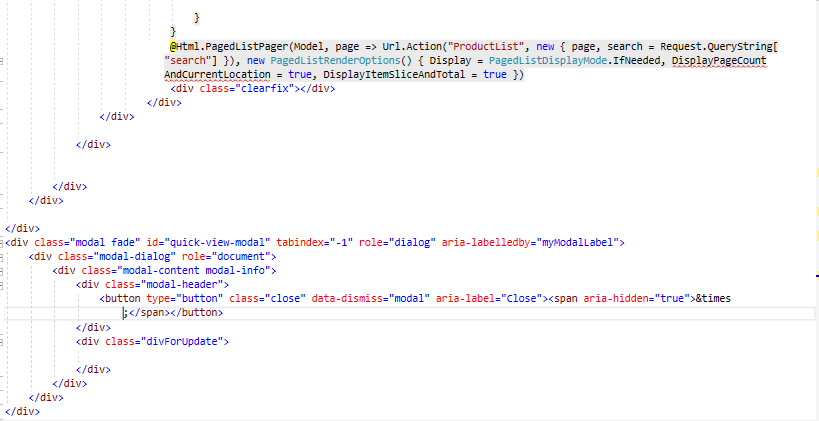 }
}
@Html.PagedListPager(Model, page => Url.Action("ProductList", new { page, search = Request.QueryString[
"search"] }), new PagedListRenderOptions() { Display = PagedListDisplayMode.IfNeeded, DisplayPageCount
AndCurrentLocation = true, DisplayItemSliceAndTotal = true })
<div class="clearfix"></div>
</div>
</div>
</div>
</div>
</div>
</div>
<div class="modal fade" id="quick-view-modal" tabindex="-1" role="dialog" aria-labelledby="myModalLabel">
<div class="modal-dialog" role="document">
<div class="modal-content modal-info">
<div class="modal-header">
<button type="button" class="close" data-dismiss="modal" aria-label="Close"><span aria-hidden="true">&times
;</span></button>
</div>
<div class="divForUpdate">
</div>
</div>
</div>
</div>